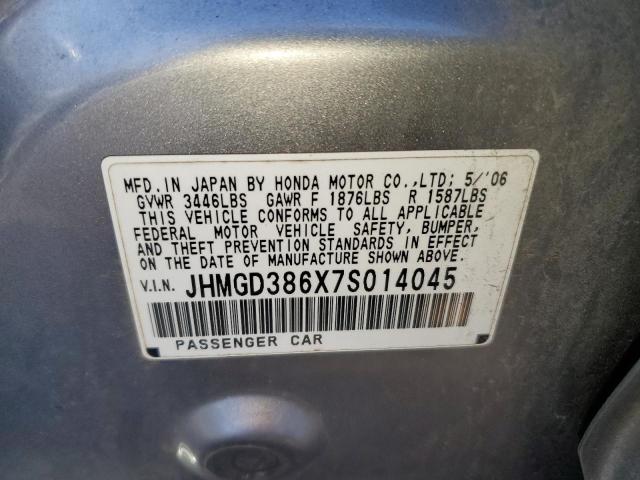 MFD. IN JAPAN BY HONDA MOTOR CO.,LTD; 5/'06
GVWR 3446LBS GAWR F 1876LBS R 1587LBS
THIS VEHICLE CONFORMS TO ALL APPLICABLE
FEDERAL MOTOR VEHICLE SAFETY, BUMPER,
AND THEFT PREVENTION STANDARDS IN EFFECT
ON THE DATE OF MANUFACTURE SHOWN ABOVE.
V.I.N. JHMGD386X7S014045
PASSENGER CAR